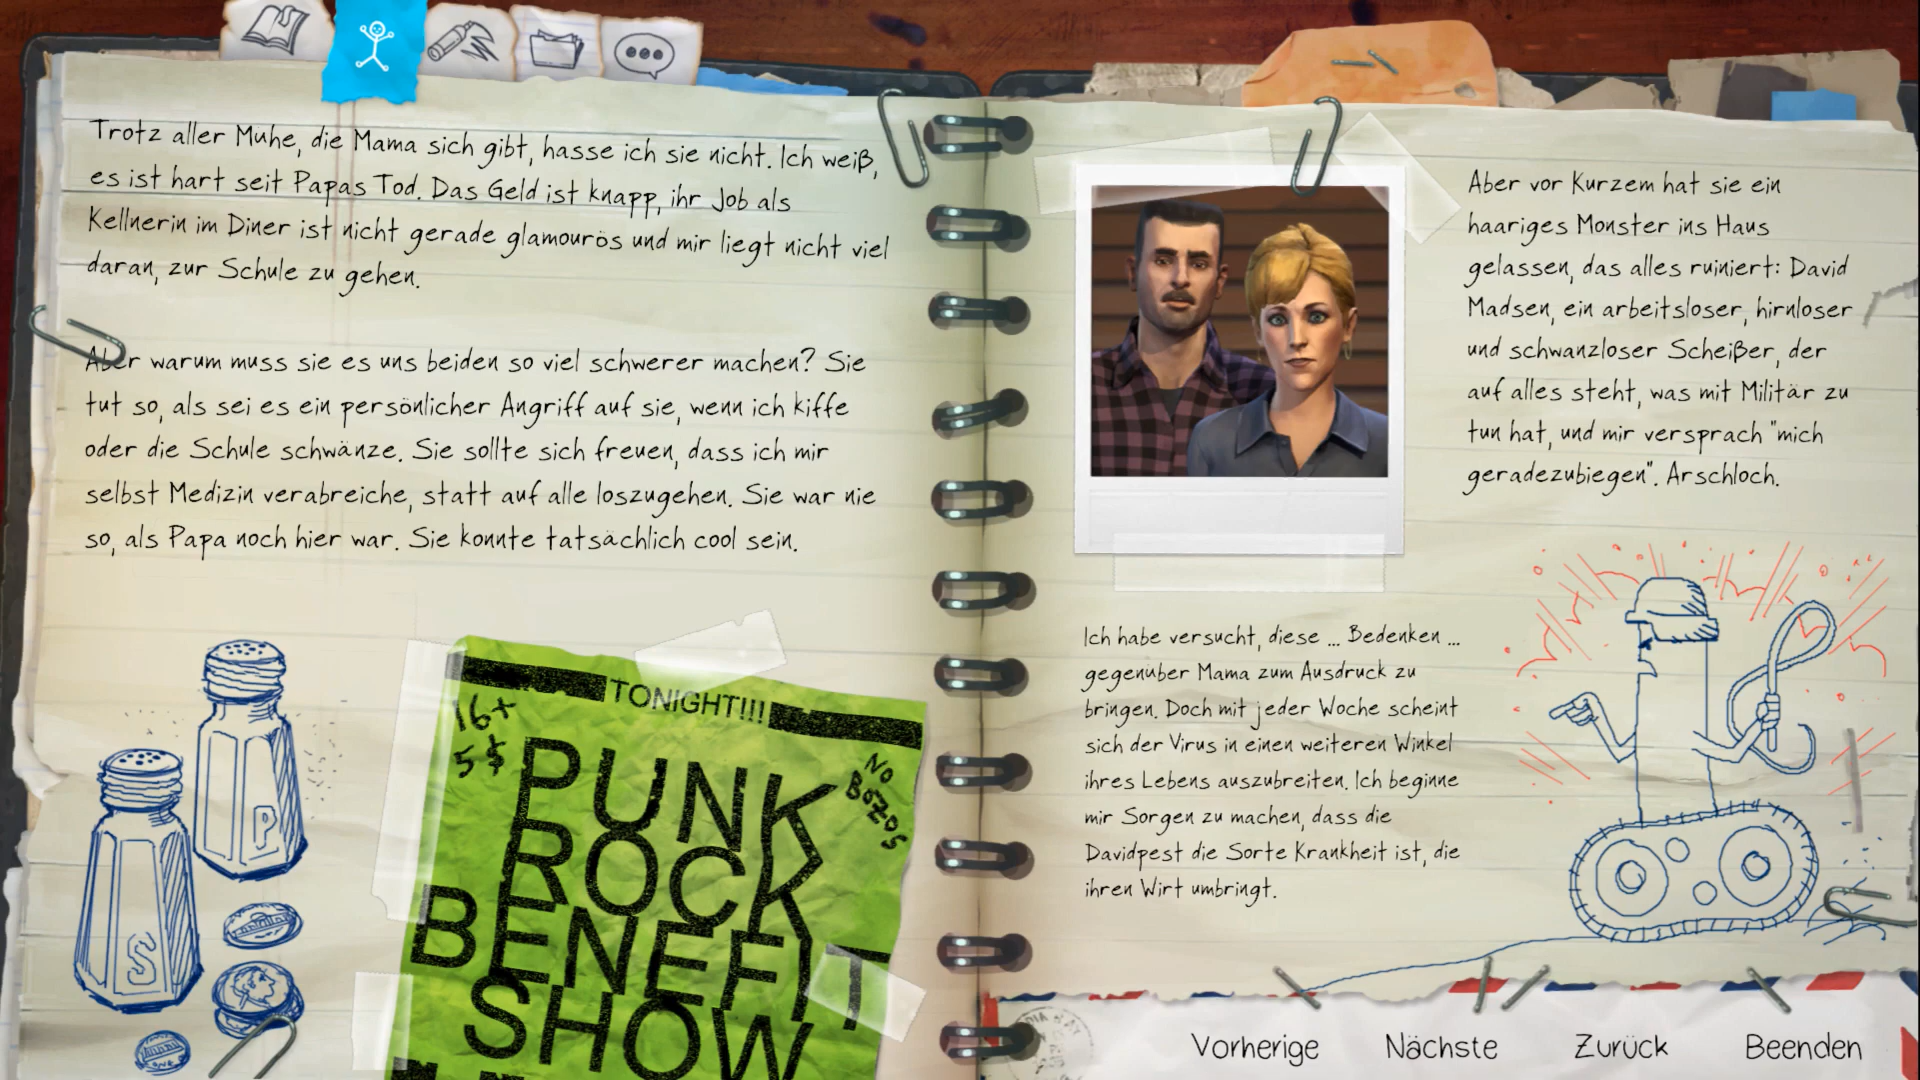 Trotz aller Muhe, die Mama sich gibt, hasse ich sie nicht. Ich weiß,
es ist hart seit Papas Tod. Das Geld ist knapp, ihr Job als
Kellnerin im Diner ist nicht gerade glamourös und mir liegt nicht viel
daran, zur Schule zu gehen.
Aber warum muss sie es uns beiden so viel schwerer machen? Sie
tut so, als sei es ein persönlicher Angriff auf sie, wenn ich kiffe
oder die Schule schwänze. Sie sollte sich freuen, dass ich mir
selbst Medizin verabreiche, statt auf alle loszugehen. Sie war nie
so, als Papa noch hier war. Sie konnte tatsächlich cool sein.
P
S
TONIGHT!!!
16+
5$
NO
BOZOS
PUNK
ROCK
BENEFIT
SHOW
Aber vor Kurzem hat sie ein
haariges Monster ins Haus
gelassen, das alles ruiniert: David
Madsen, ein arbeitsloser, hirnloser
und schwanzloser Scheißer, der
auf alles steht, was mit Militär zu
tun hat, und mir versprach "mich
geradezubiegen". Arschloch.
Ich habe versucht, diese ... Bedenken ...
gegenuber Mama zum Ausdruck zu
bringen. Doch mit jeder Woche scheint
sich der Virus in einen weiteren Winkel
ihres Lebens auszubreiten. Ich beginne
mir Sorgen zu machen, dass die
Davidpest die Sorte Krankheit ist, die
ihren Wirt umbringt.
Vorherige Nächste Zurück Beenden